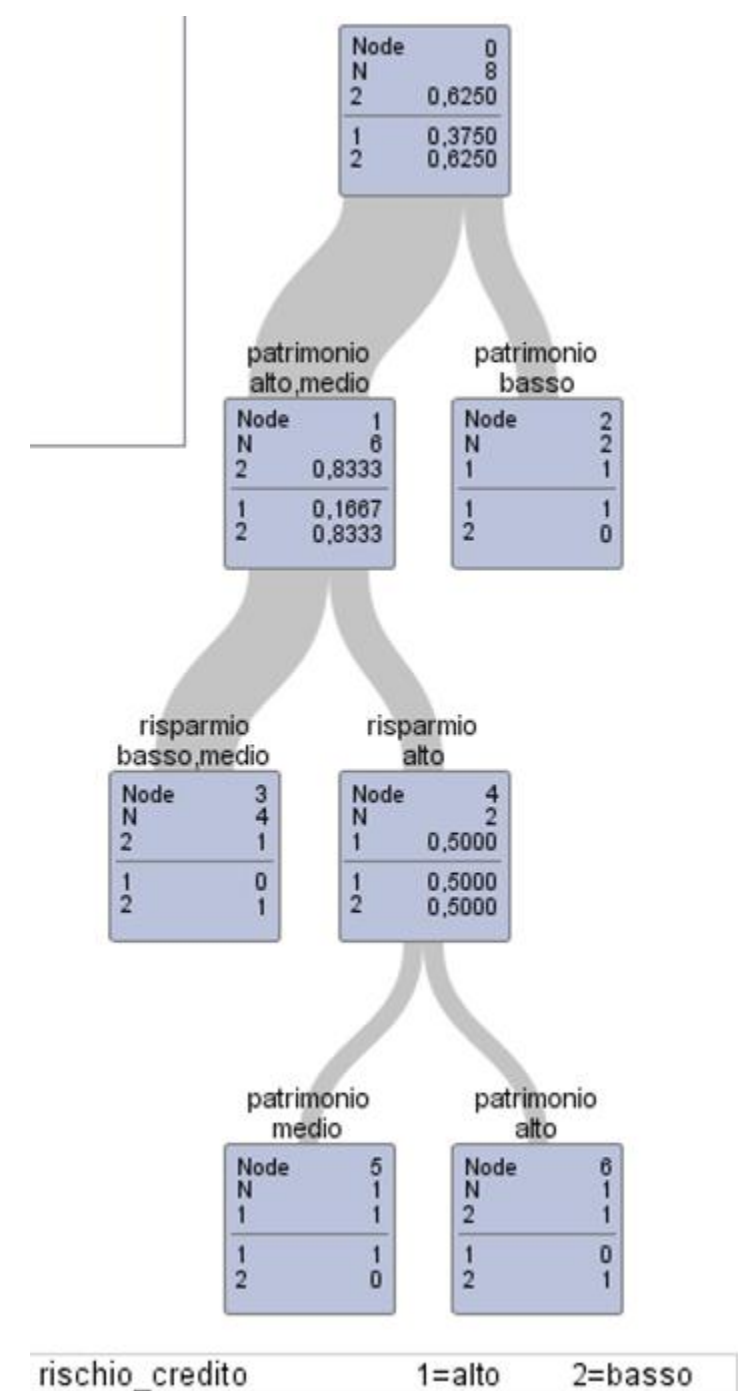 Node 0
N 8
2 0,6250
1 0,3750
2 0,6250
patrimonio
alto,medio
Node 1
N 6
2 0,8333
1 0,1667
2 0,8333
patrimonio
basso
Node 2
N 2
1 1
1 1
2 0
risparmio
basso,medio
Node 3
N 4
2 1
1 0
2 1
risparmio
alto
Node 4
N 2
1 0,5000
1 0,5000
2 0,5000
patrimonio
medio
Node 5
N 1
1 1
1 1
2 0
patrimonio
alto
Node 6
N 1
2 1
1 0
2 1
rischio_credito 1=alto 2=basso